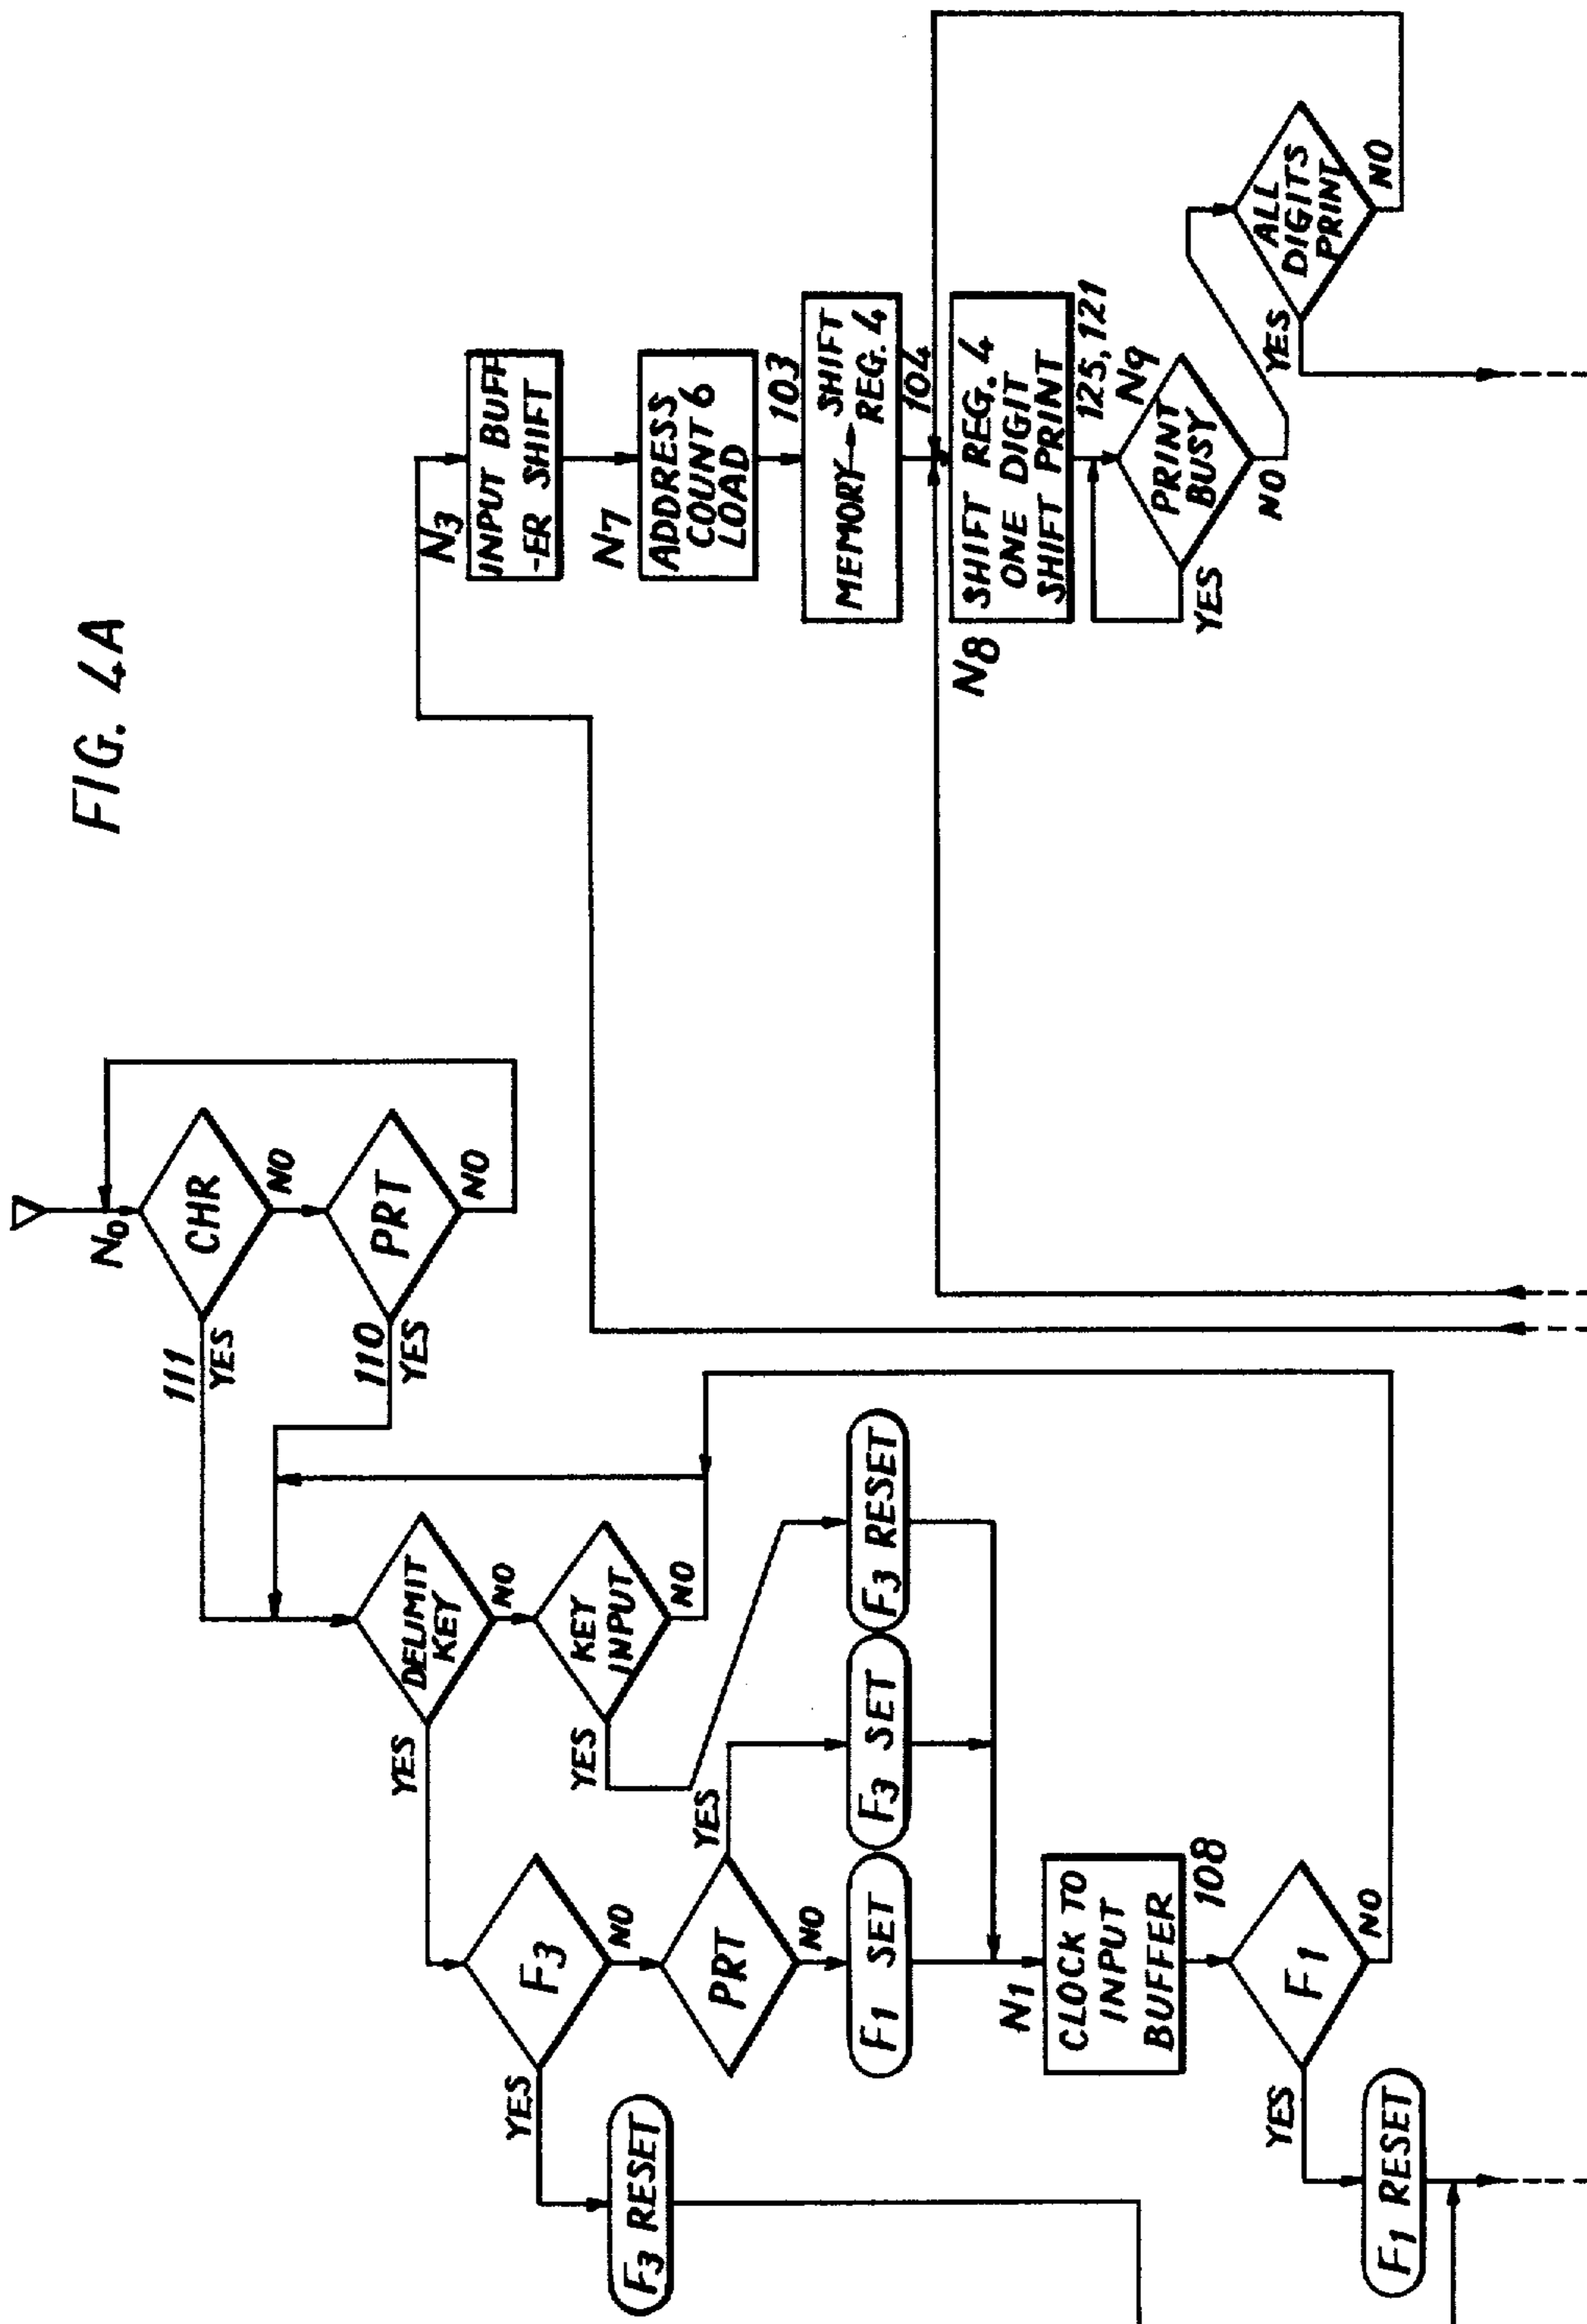 FIG. 4A
N0
CHR
111
YES
NO
PRT
110
YES
NO
DELIMIT
KEY
YES
NO
KEY
INPUT
YES
NO
F3
YES
NO
F3 RESET
PRT
YES
NO
F1 SET
F3 SET
F3 RESET
N1
CLOCK TO
INPUT
BUFFER
108
F1
YES
NO
F1 RESET
N3
INPUT BUFF
-ER SHIFT
N7
ADDRESS
COUNT 6
LOAD
103
MEMORY → SHIFT
REG. 4
104
N8
SHIFT REG. 4
ONE DIGIT
SHIFT PRINT
125, 121
N9
PRINT
BUSY
YES
NO
ALL
DIGITS
PRINT
YES
NO